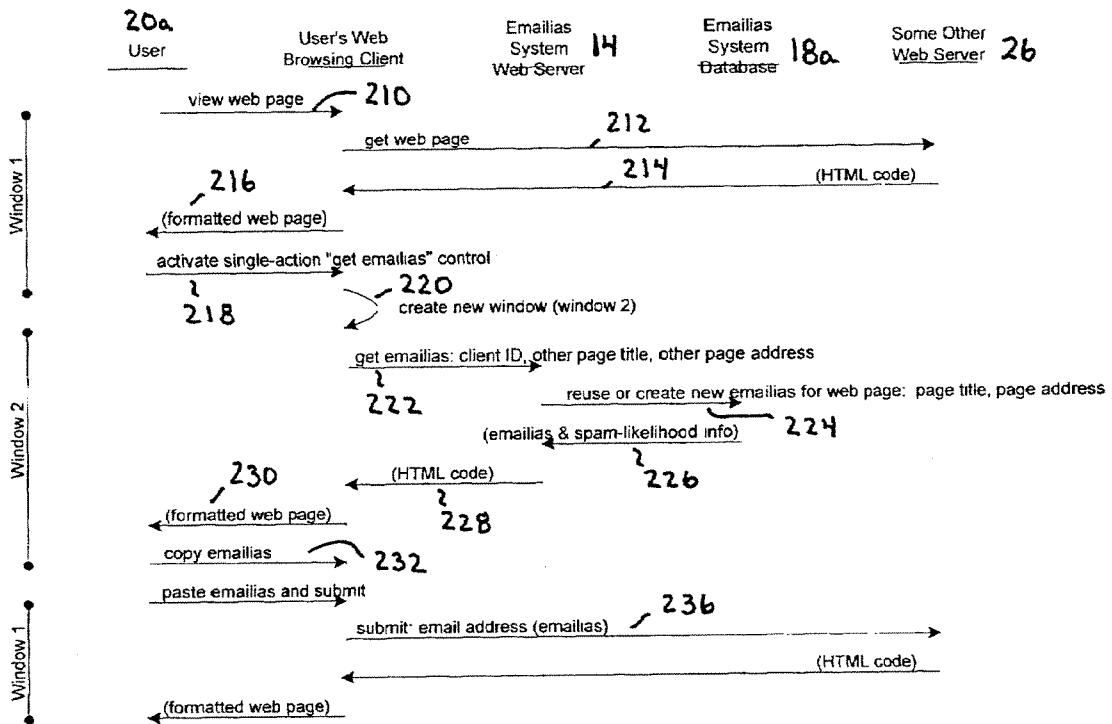 20a
User
User's Web
Browsing Client
Emailias
System
Web Server
14
Emailias
System
Database
18a
Some Other
Web Server
26
Window 1
view web page
210
get web page
212
214
(HTML code)
216
(formatted web page)
activate single-action "get emailias" control
218
220
create new window (window 2)
Window 2
get emailias: client ID, other page title, other page address
222
reuse or create new emailias for web page: page title, page address
224
(emailias & spam-likelihood info)
226
230
(HTML code)
228
(formatted web page)
copy emailias
232
Window 1
paste emailias and submit
236
submit: email address (emailias)
(HTML code)
(formatted web page)